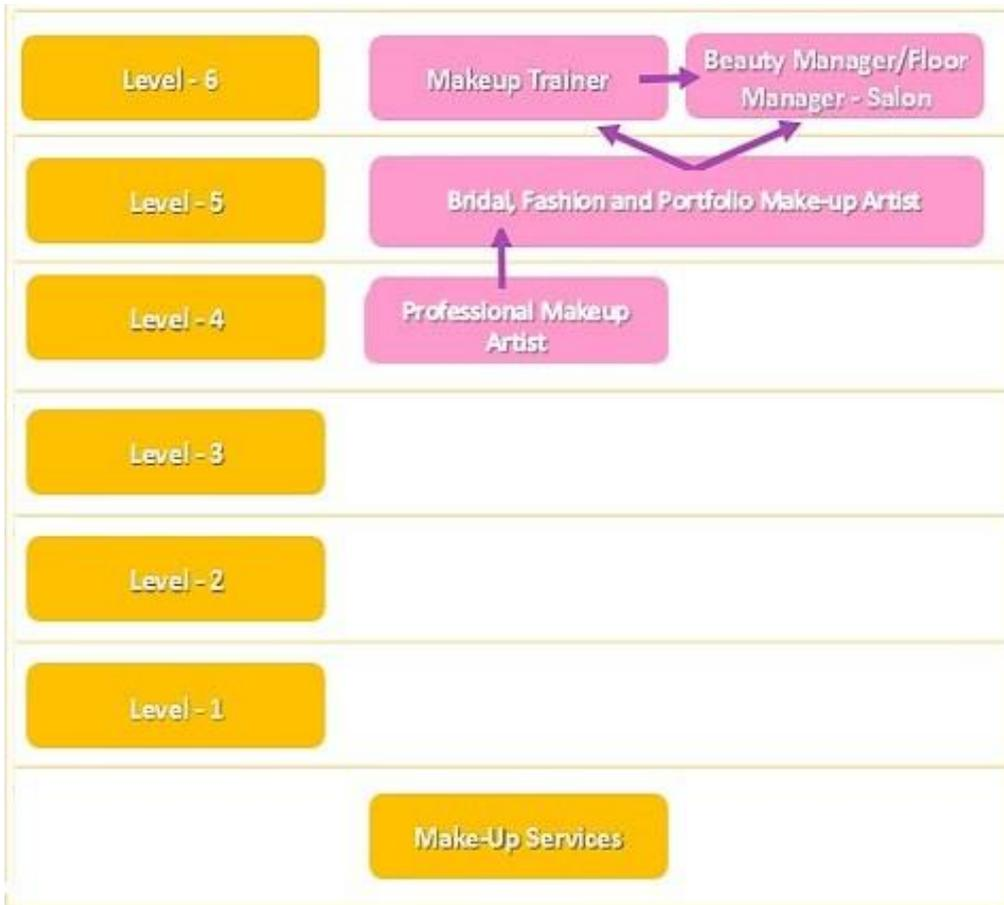 Level - 6
Makeup Trainer
Beauty Manager/Floor
Manager - Salon
Level - 5
Bridal, Fashion and Portfolio Make-up Artist
Level - 4
Professional Makeup
Artist
Level - 3
Level - 2
Level - 1
Make-Up Services